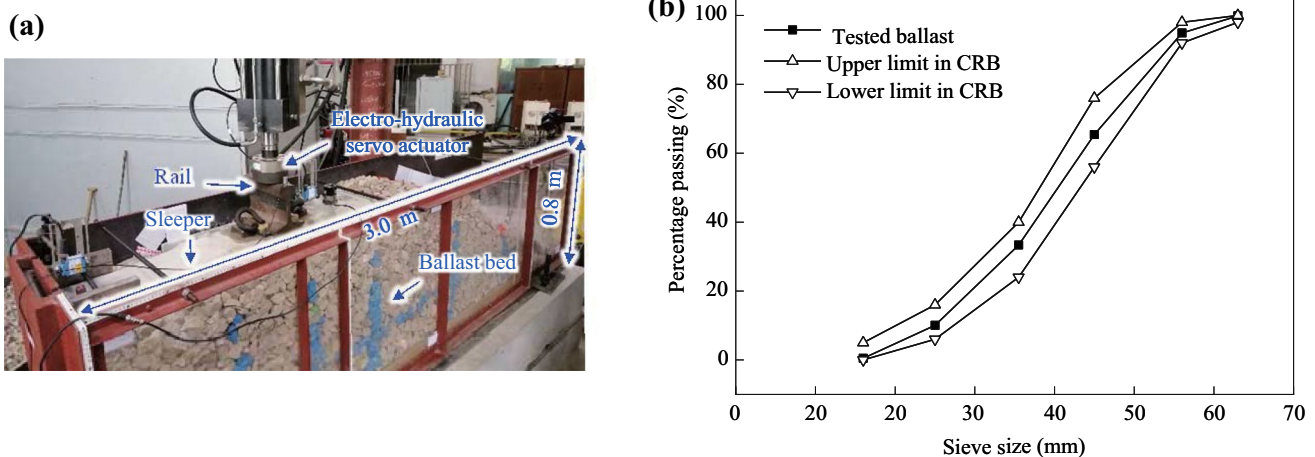 (a)
Electro-hydraulic
servo actuator
Rail
Sleeper
3.0 m
0.8 m
Ballast bed
(b)
Percentage passing (%)
100
80
60
40
20
0
Tested ballast
Upper limit in CRB
Lower limit in CRB
0 20 20 30 40 50 60 70
Sieve size (mm)